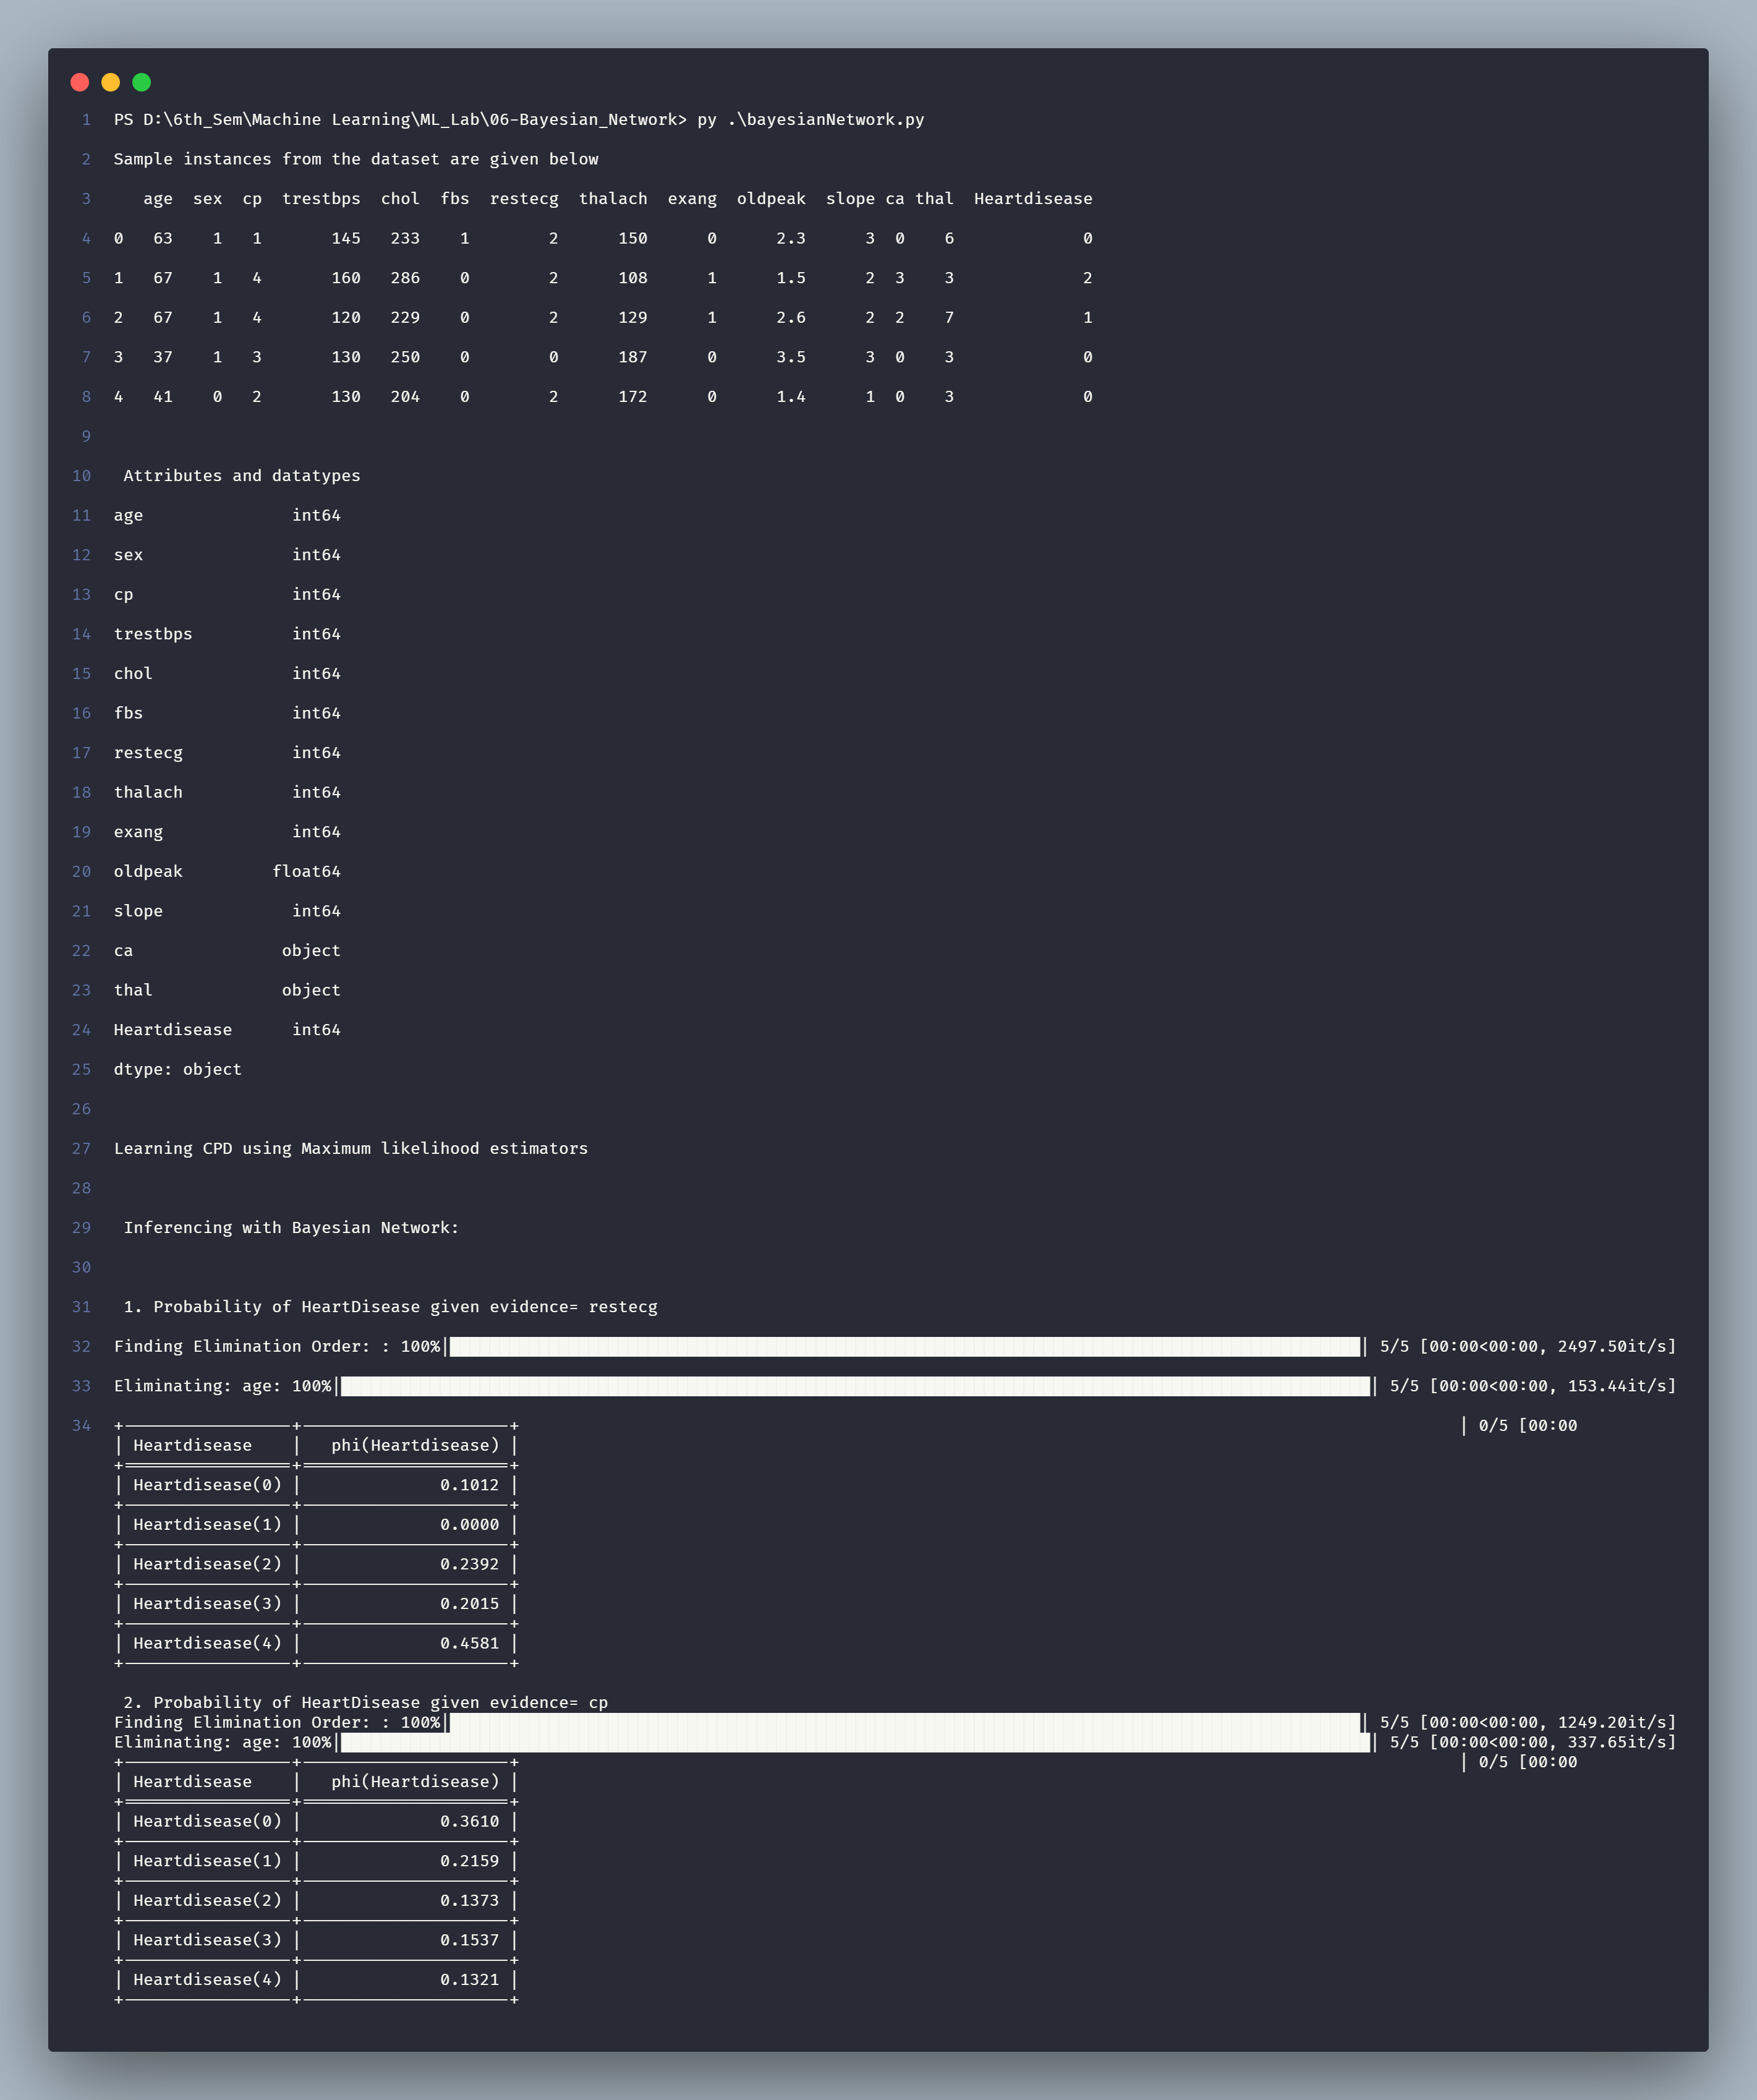 1 PS D:\6th_Sem\Machine Learning\ML_Lab\06-Bayesian_Network> py .\bayesianNetwork.py
2 Sample instances from the dataset are given below
3    age  sex  cp  trestbps  chol  fbs  restecg  thalach  exang  oldpeak  slope ca thal  Heartdisease
4 0   63    1   1       145   233    1        2      150      0      2.3      3  0    6             0
5 1   67    1   4       160   286    0        2      108      1      1.5      2  3    3             2
6 2   67    1   4       120   229    0        2      129      1      2.6      2  2    7             1
7 3   37    1   3       130   250    0        0      187      0      3.5      3  0    3             0
8 4   41    0   2       130   204    0        2      172      0      1.4      1  0    3             0
9
10  Attributes and datatypes
11 age               int64
12 sex               int64
13 cp                int64
14 trestbps          int64
15 chol              int64
16 fbs               int64
17 restecg           int64
18 thalach           int64
19 exang             int64
20 oldpeak         float64
21 slope             int64
22 ca               object
23 thal             object
24 Heartdisease      int64
25 dtype: object
26
27 Learning CPD using Maximum likelihood estimators
28
29  Inferencing with Bayesian Network:
30
31  1. Probability of HeartDisease given evidence= restecg
32 Finding Elimination Order: : 100%| | 5/5 [00:00<00:00, 2497.50it/s]
33 Eliminating: age: 100%| | 5/5 [00:00<00:00, 153.44it/s]
34 +-----------------+---------------------+ | 0/5 [00:00
| Heartdisease    |   phi(Heartdisease) |
+=================+=====================+
| Heartdisease(0) |              0.1012 |
+-----------------+---------------------+
| Heartdisease(1) |              0.0000 |
+-----------------+---------------------+
| Heartdisease(2) |              0.2392 |
+-----------------+---------------------+
| Heartdisease(3) |              0.2015 |
+-----------------+---------------------+
| Heartdisease(4) |              0.4581 |
+-----------------+---------------------+
 2. Probability of HeartDisease given evidence= cp
Finding Elimination Order: : 100%| | 5/5 [00:00<00:00, 1249.20it/s]
Eliminating: age: 100%| | 5/5 [00:00<00:00, 337.65it/s]
+-----------------+---------------------+ | 0/5 [00:00
| Heartdisease    |   phi(Heartdisease) |
+=================+=====================+
| Heartdisease(0) |              0.3610 |
+-----------------+---------------------+
| Heartdisease(1) |              0.2159 |
+-----------------+---------------------+
| Heartdisease(2) |              0.1373 |
+-----------------+---------------------+
| Heartdisease(3) |              0.1537 |
+-----------------+---------------------+
| Heartdisease(4) |              0.1321 |
+-----------------+---------------------+